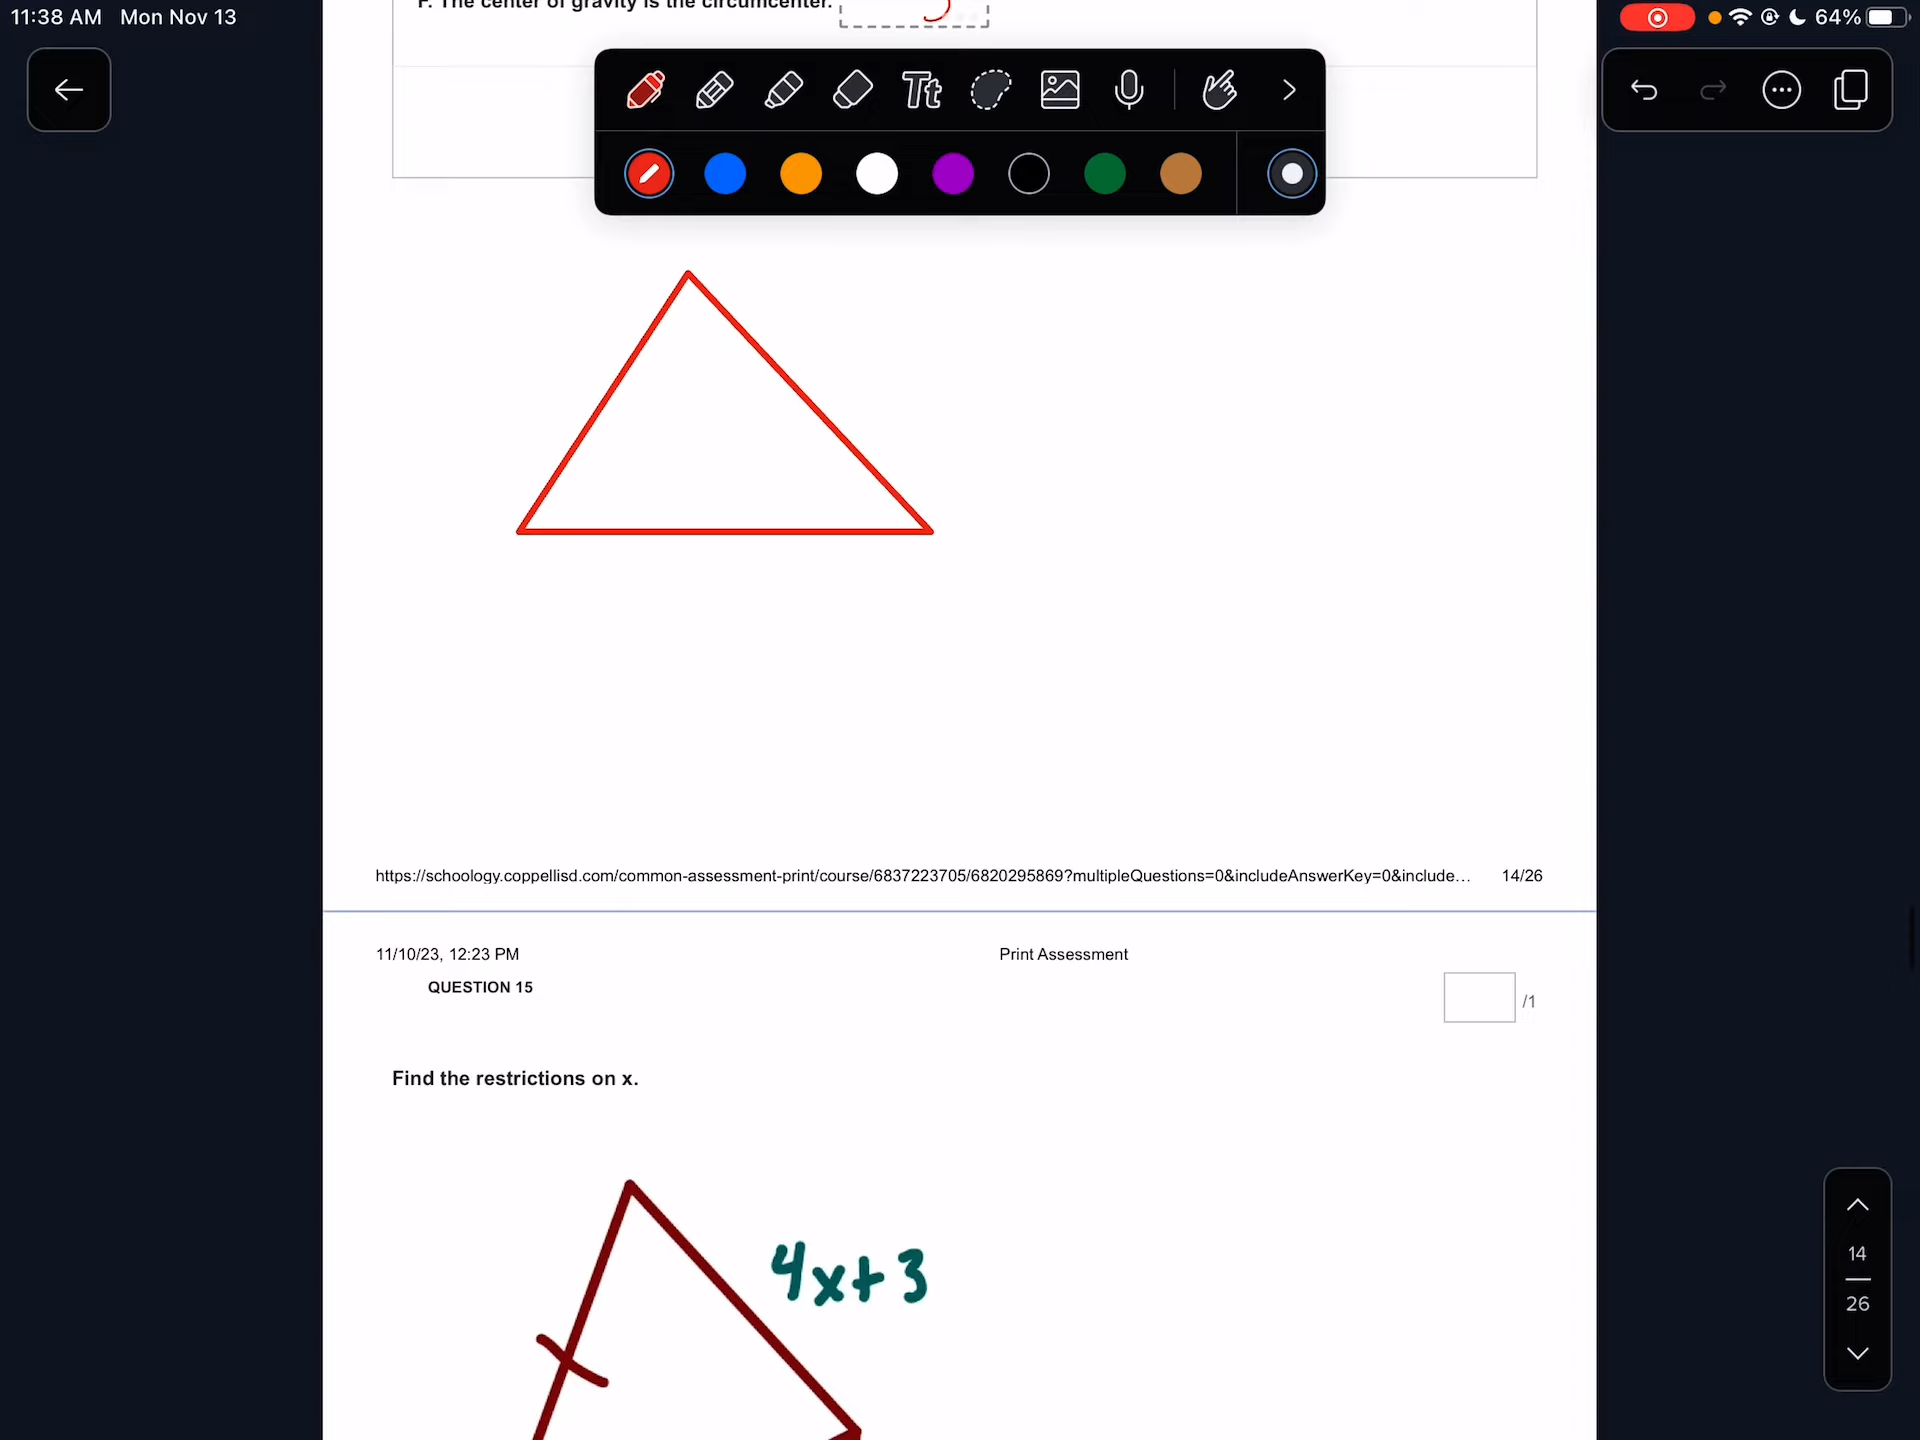 11:38 AM Mon Nov 13
64%
F. The center of gravity is the circumcenter.
Tt
https://schoology.coppellisd.com/common-assessment-print/course/6837223705/6820295869?multipleQuestions=0&includeAnswerKey=0&include... 14/26
11/10/23, 12:23 PM Print Assessment
QUESTION 15
/1
Find the restrictions on x.
4x+3
14
26